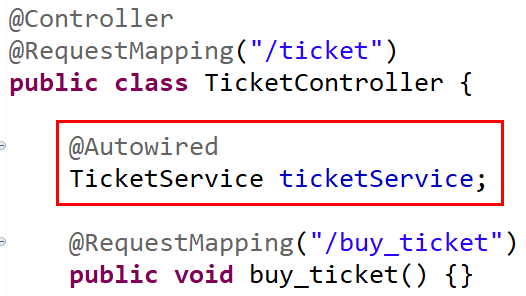 @Controller
@RequestMapping("/ticket")
public class TicketController {
@Autowired
TicketService ticketService;
@RequestMapping("/buy_ticket")
public void buy_ticket() {}